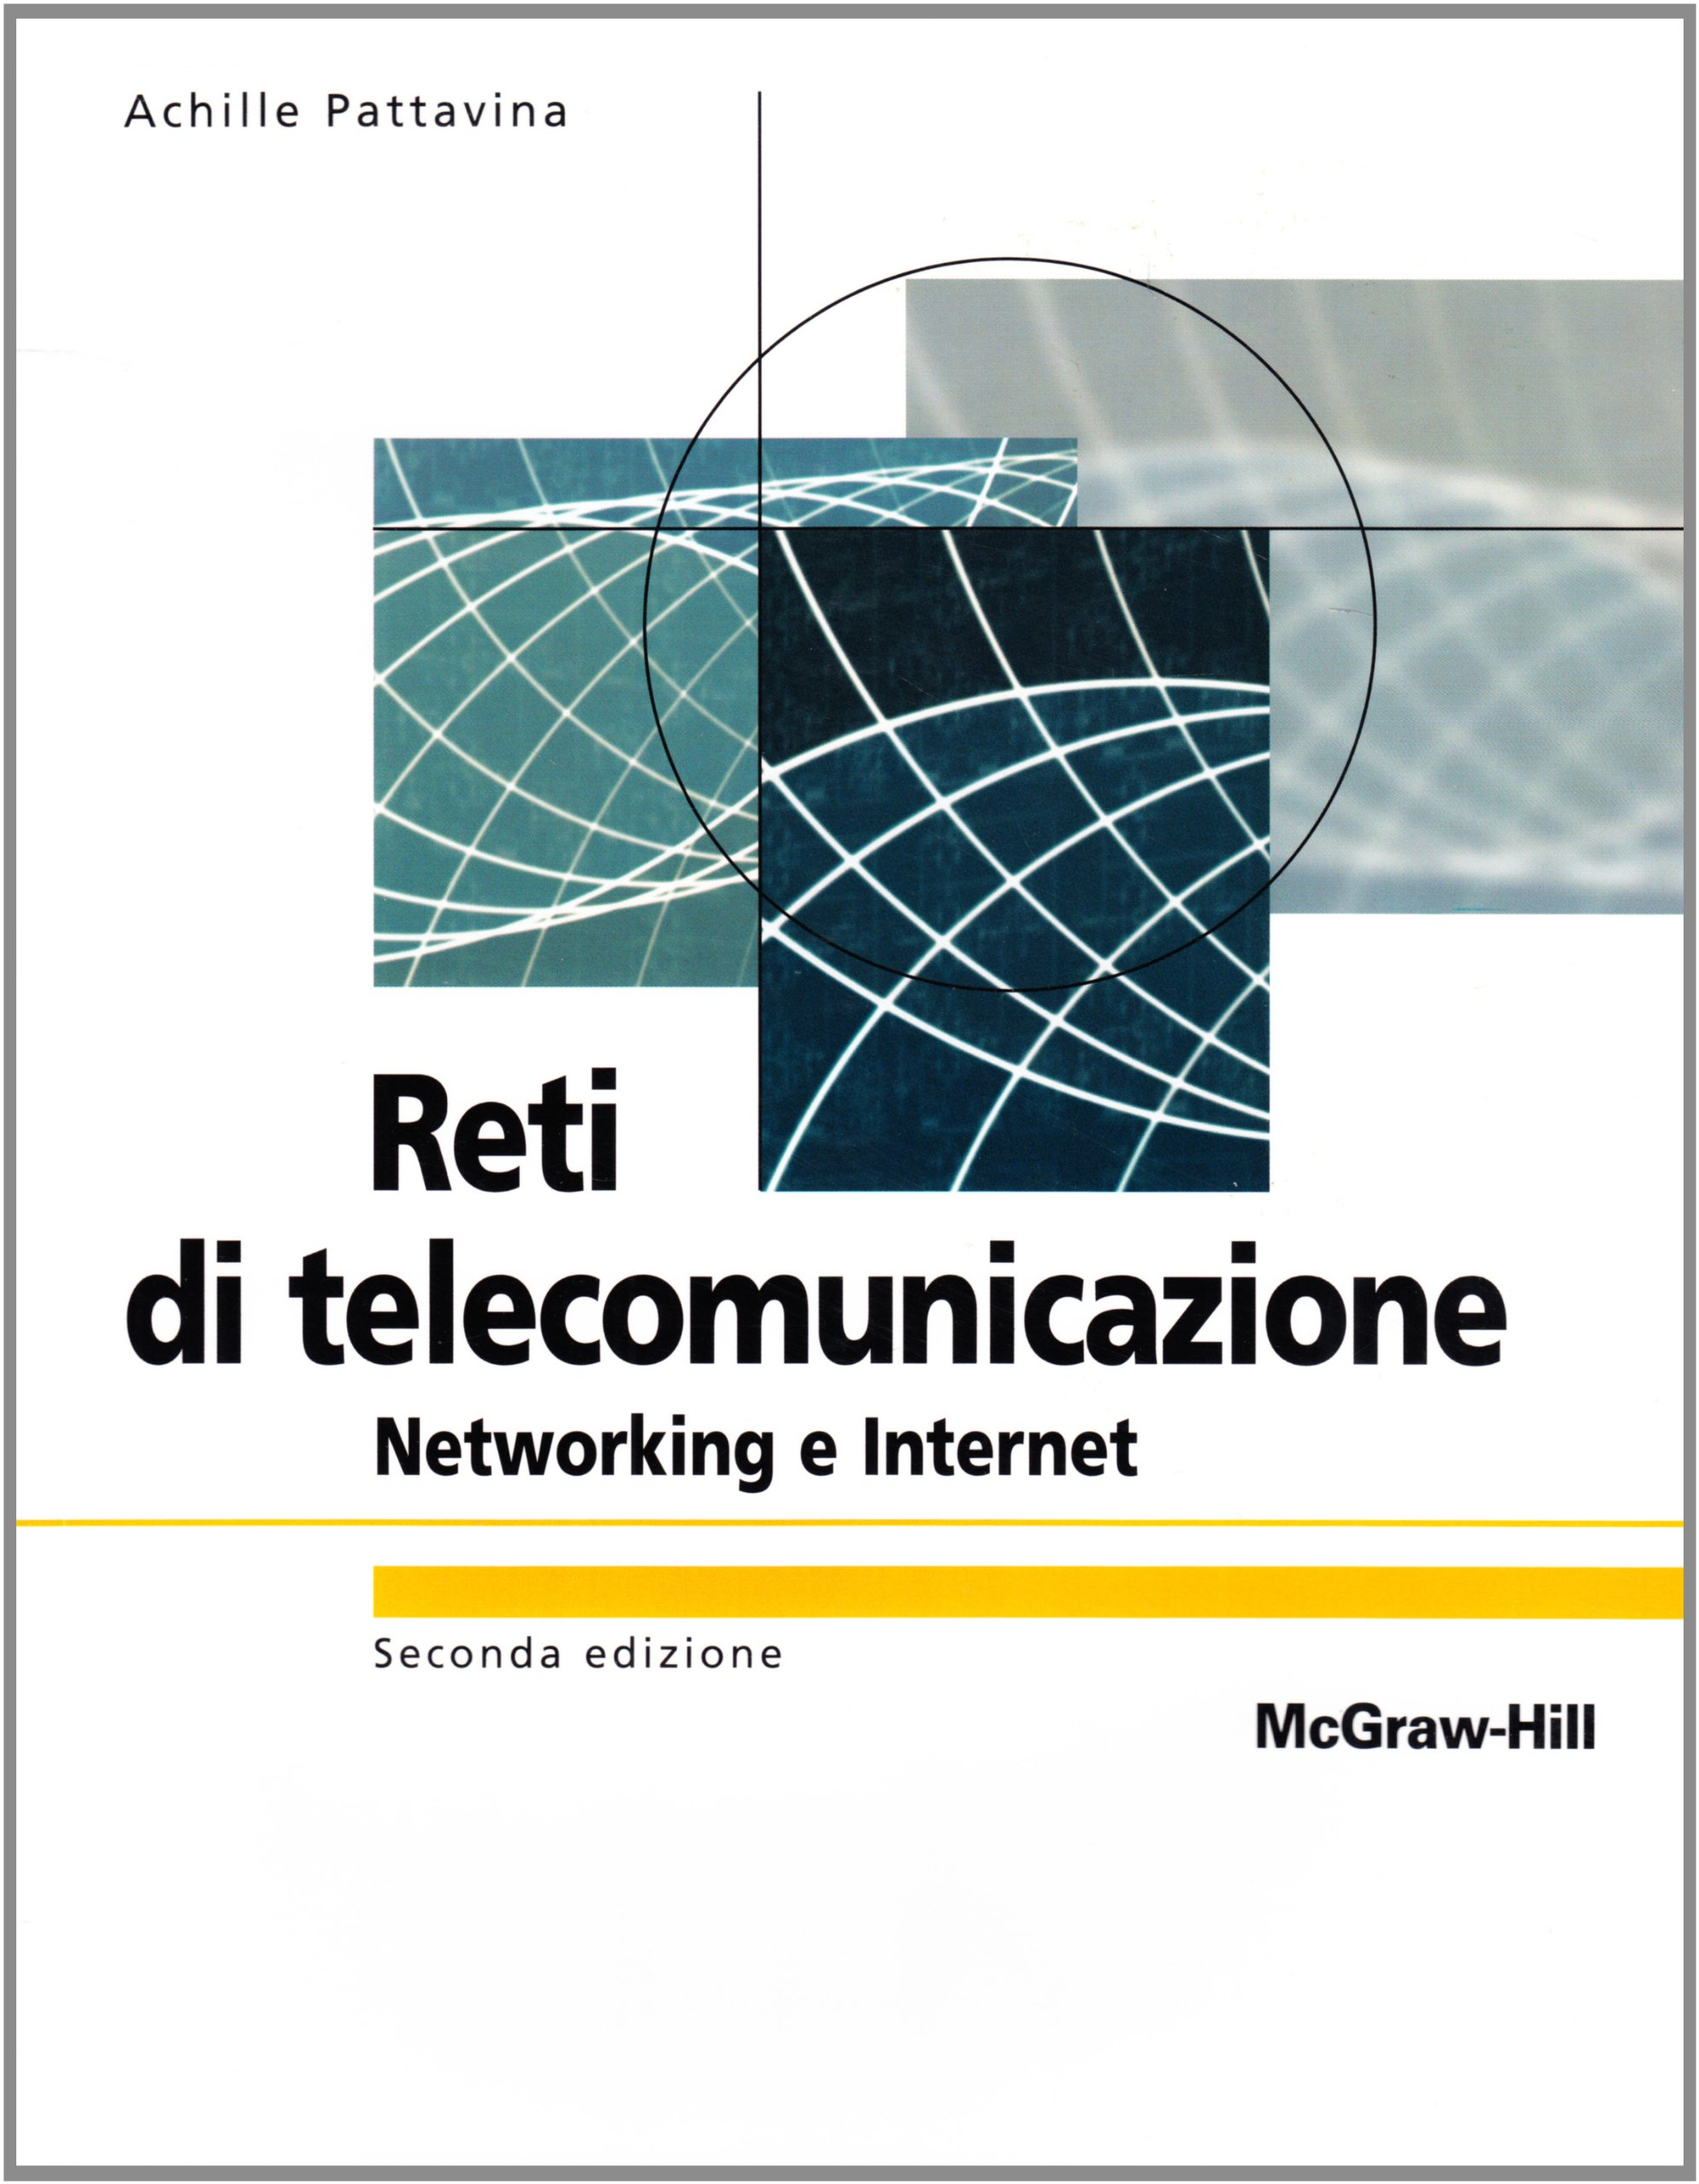 Achille Pattavina
Reti
di telecomunicazione
Networking e Internet
Seconda edizione
McGraw-Hill